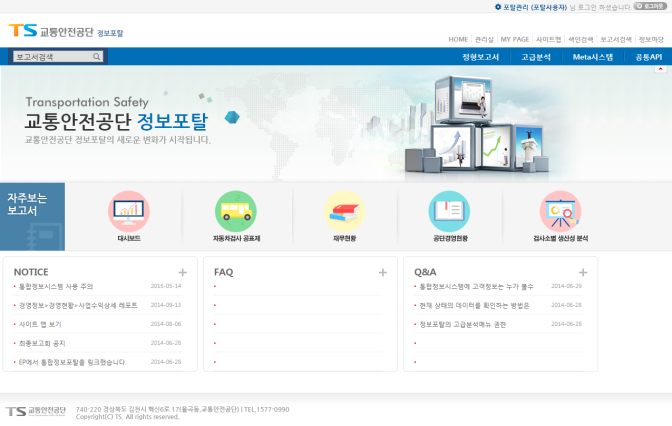 포탈관리 (포탈사용자) 님 로그인 하셨습니다. 로그아웃
TS 교통안전공단 정보포탈
HOME 관리실 MY PAGE 사이트맵 색인검색 보고서검색 정보마당
보고서검색 정형보고서 고급분석 Meta시스템 공통API
Transportation Safety
교통안전공단 정보포탈
교통안전공단 정보포탈의 새로운 변화가 시작됩니다.
자주보는
보고서
대시보드 자동차검사 공표제 재무현황 공단경영현황 검사소별 생산성 분석
NOTICE
통합정보시스템 사용 주의 2015-05-14
경영정보>경영현황>사업수익상세 레포트 2014-09-13
사이트 맵 보기 2014-08-06
최종보고회 공지 2014-06-28
EP에서 통합정보포탈을 링크했습니다. 2014-06-28
FAQ
Q&A
통합정보시스템에 고객정보는 누가 볼수 2014-06-29
현재 상태의 데이터를 확인하는 방법은 2014-06-28
정보포탈의 고급분석메뉴 권한 2014-06-28
TS 교통안전공단
740-220 경상북도 김천시 혁신6로 17(율곡동,교통안전공단) | TEL.1577-0990
Copyright(C) TS. All rights reserved.